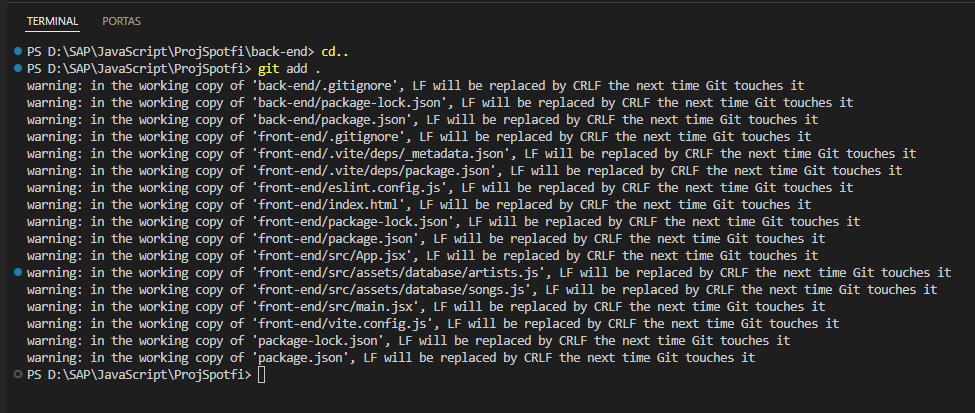 TERMINAL PORTAS
PS D:\SAP\JavaScript\ProjSpotfi\back-end> cd..
PS D:\SAP\JavaScript\ProjSpotfi> git add .
warning: in the working copy of 'back-end/.gitignore', LF will be replaced by CRLF the next time Git touches it
warning: in the working copy of 'back-end/package-lock.json', LF will be replaced by CRLF the next time Git touches it
warning: in the working copy of 'back-end/package.json', LF will be replaced by CRLF the next time Git touches it
warning: in the working copy of 'front-end/.gitignore', LF will be replaced by CRLF the next time Git touches it
warning: in the working copy of 'front-end/.vite/deps/_metadata.json', LF will be replaced by CRLF the next time Git touches it
warning: in the working copy of 'front-end/.vite/deps/package.json', LF will be replaced by CRLF the next time Git touches it
warning: in the working copy of 'front-end/eslint.config.js', LF will be replaced by CRLF the next time Git touches it
warning: in the working copy of 'front-end/index.html', LF will be replaced by CRLF the next time Git touches it
warning: in the working copy of 'front-end/package-lock.json', LF will be replaced by CRLF the next time Git touches it
warning: in the working copy of 'front-end/package.json', LF will be replaced by CRLF the next time Git touches it
warning: in the working copy of 'front-end/src/App.jsx', LF will be replaced by CRLF the next time Git touches it
warning: in the working copy of 'front-end/src/assets/database/artists.js', LF will be replaced by CRLF the next time Git touches it
warning: in the working copy of 'front-end/src/assets/database/songs.js', LF will be replaced by CRLF the next time Git touches it
warning: in the working copy of 'front-end/src/main.jsx', LF will be replaced by CRLF the next time Git touches it
warning: in the working copy of 'front-end/vite.config.js', LF will be replaced by CRLF the next time Git touches it
warning: in the working copy of 'package-lock.json', LF will be replaced by CRLF the next time Git touches it
warning: in the working copy of 'package.json', LF will be replaced by CRLF the next time Git touches it
PS D:\SAP\JavaScript\ProjSpotfi>